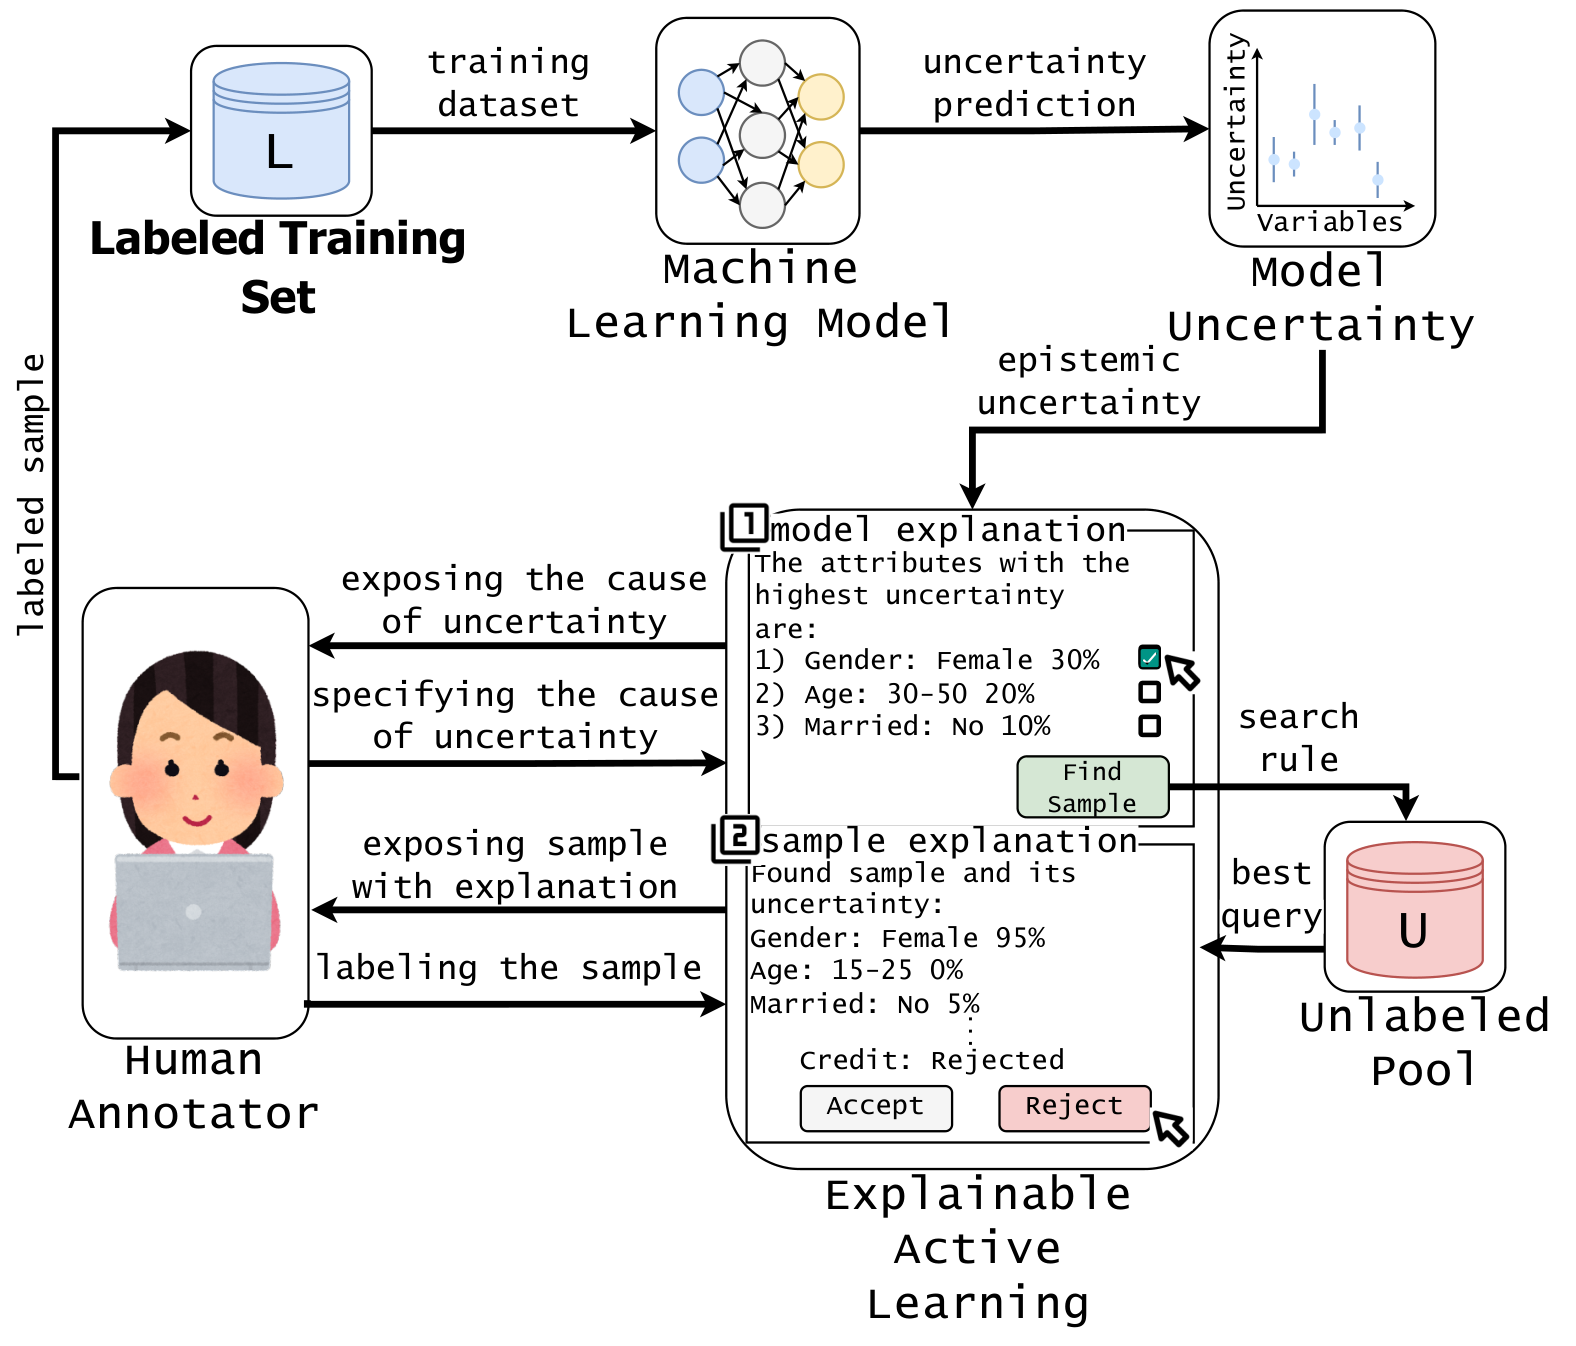 training
dataset
uncertainty
prediction
L
Labeled Training
Set
Machine
Learning Model
Uncertainty
Variables
Model
Uncertainty
epistemic
uncertainty
labeled sample
1
model explanation
The attributes with the
highest uncertainty
are:
1) Gender: Female 30%
2) Age: 30-50 20%
3) Married: No 10%
Find
Sample
exposing the cause
of uncertainty
specifying the cause
of uncertainty
search
rule
2
sample explanation
Found sample and its
uncertainty:
Gender: Female 95%
Age: 15-25 0%
Married: No 5%
⋮
Credit: Rejected
Accept
Reject
exposing sample
with explanation
labeling the sample
best
query
U
Unlabeled
Pool
Human
Annotator
Explainable
Active
Learning